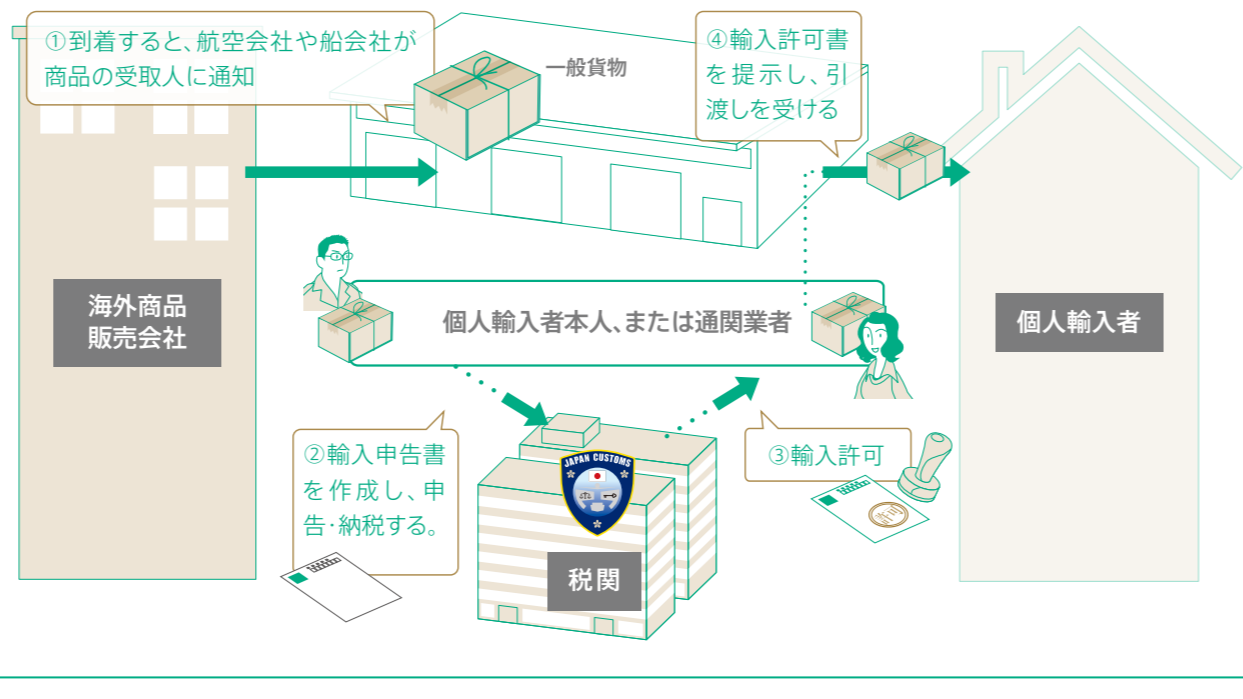 ①到着すると、航空会社や船会社が
商品の受取人に通知
一般貨物
④輸入許可書
を提示し、引
渡しを受ける
海外商品
販売会社
個人輸入者本人、または通関業者
個人輸入者
②輸入申告書
を作成し、申
告・納税する。
JAPAN CUSTOMS
税関
③輸入許可
許可